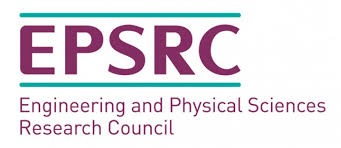 EPSRC
Engineering and Physical Sciences
Research Council